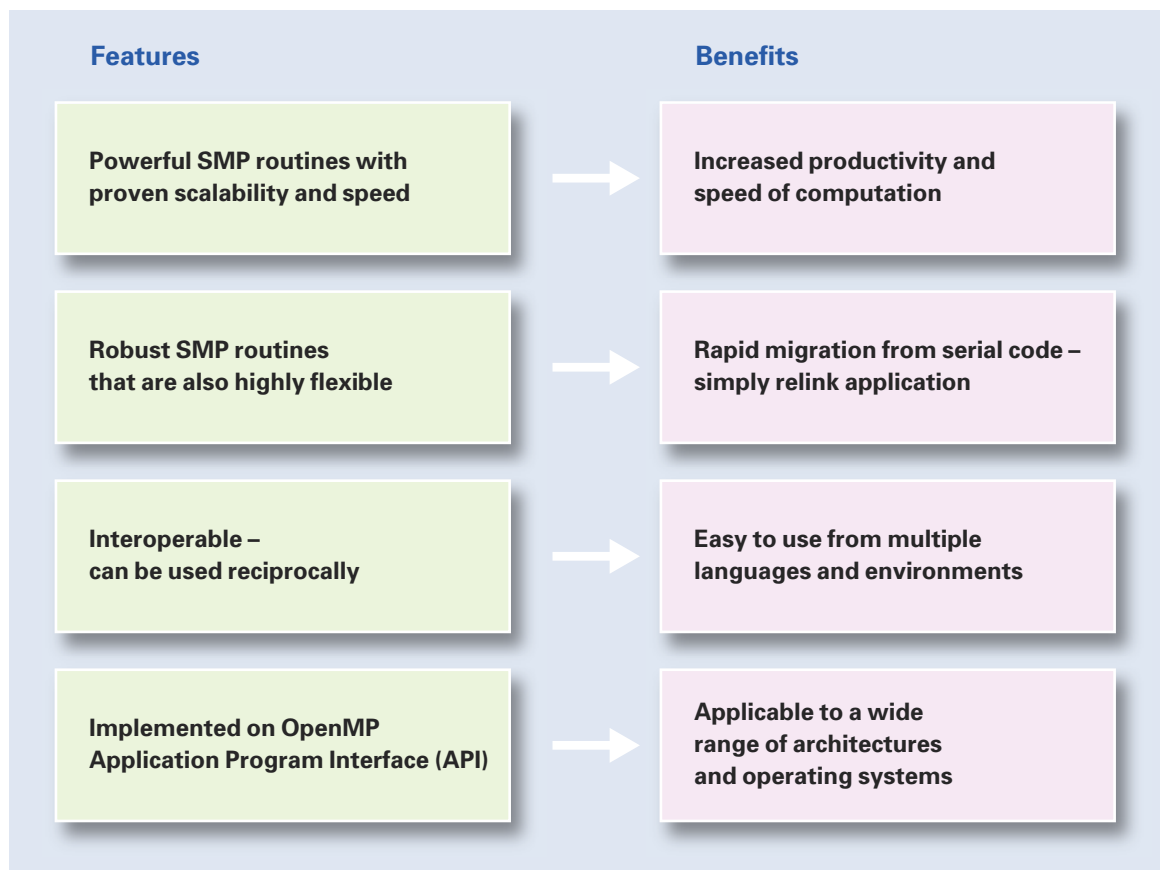 Features
Benefits
Powerful SMP routines with
proven scalability and speed
Increased productivity and
speed of computation
Robust SMP routines
that are also highly flexible
Rapid migration from serial code –
simply relink application
Interoperable –
can be used reciprocally
Easy to use from multiple
languages and environments
Implemented on OpenMP
Application Program Interface (API)
Applicable to a wide
range of architectures
and operating systems